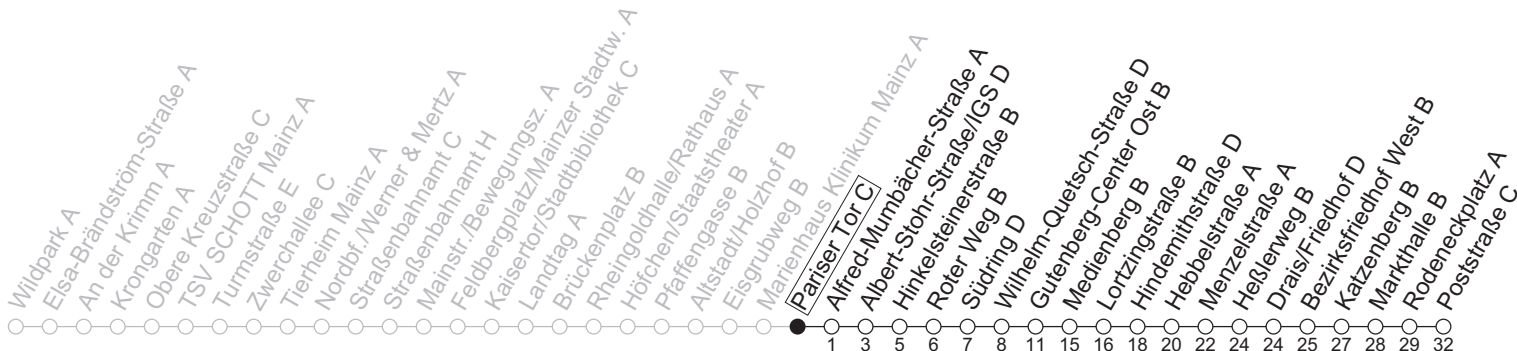 Wildpark A
Elsa-Brändström-Straße A
An der Krimm A
Krongarten A
Obere Kreuzstraße C
TSV SCHOTT Mainz A
Turmstraße E
Zwerchallee C
Tierheim Mainz A
Nordbf./Werner & Mertz A
Straßenbahnamt C
Straßenbahnamt H
Mainstr./Bewegungsz. A
Feldbergplatz/Mainzer Stadtw. A
Kaisertor/Stadtbibliothek C
Landtag A
Brückenplatz B
Rheingoldhalle/Rathaus A
Höfchen/Staatstheater A
Pfaffengasse B
Altstadt/Holzhof B
Eisgrubweg B
Marienhaus Klinikum Mainz A
Pariser Tor C
Alfred-Mumbächer-Straße A
Albert-Stohr-Straße/IGS D
Hinkelsteinerstraße B
Roter Weg B
Südring D
Wilhelm-Quetsch-Straße D
Gutenberg-Center Ost B
Medienberg B
Lortzingstraße B
Hindemithstraße D
Hebbelstraße A
Menzelstraße A
Heßlerweg B
Drais/Friedhof D
Bezirksfriedhof West B
Katzenberg B
Markthalle B
Rodeneckplatz A
Poststraße C
1 3 5 6 7 8 11 15 16 18 20 22 24 24 25 27 28 29 32